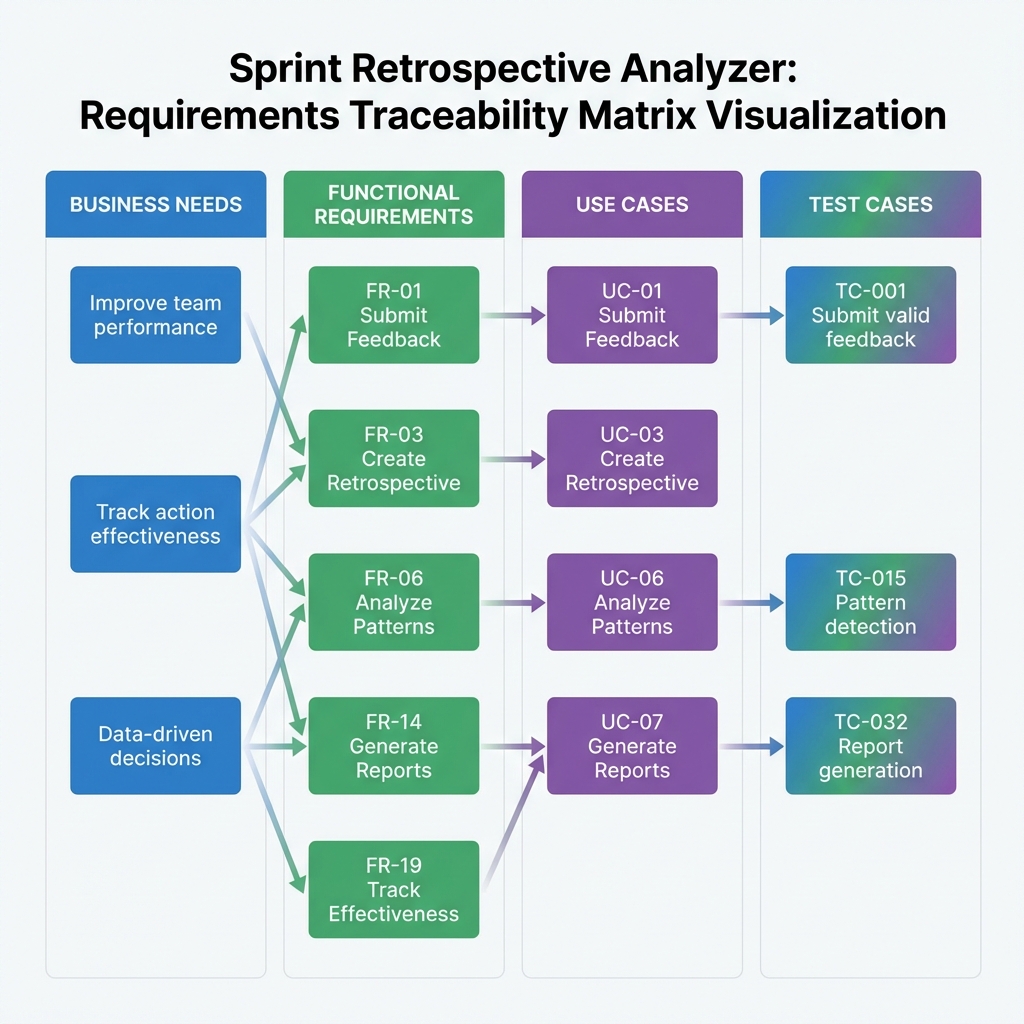 Sprint Retrospective Analyzer:
Requirements Traceability Matrix Visualization
BUSINESS NEEDS
Improve team
performance
Track action
effectiveness
Data-driven
decisions
FUNCTIONAL
REQUIREMENTS
FR-01
Submit
Feedback
FR-03
Create
Retrospective
FR-06
Analyze
Patterns
FR-14
Generate
Reports
FR-19
Track
Effectiveness
USE CASES
UC-01
Submit
Feedback
UC-03
Create
Retrospective
UC-06
Analyze
Patterns
UC-07
Generate
Reports
TEST CASES
TC-001
Submit valid
feedback
TC-015
Pattern
detection
TC-032
Report
generation